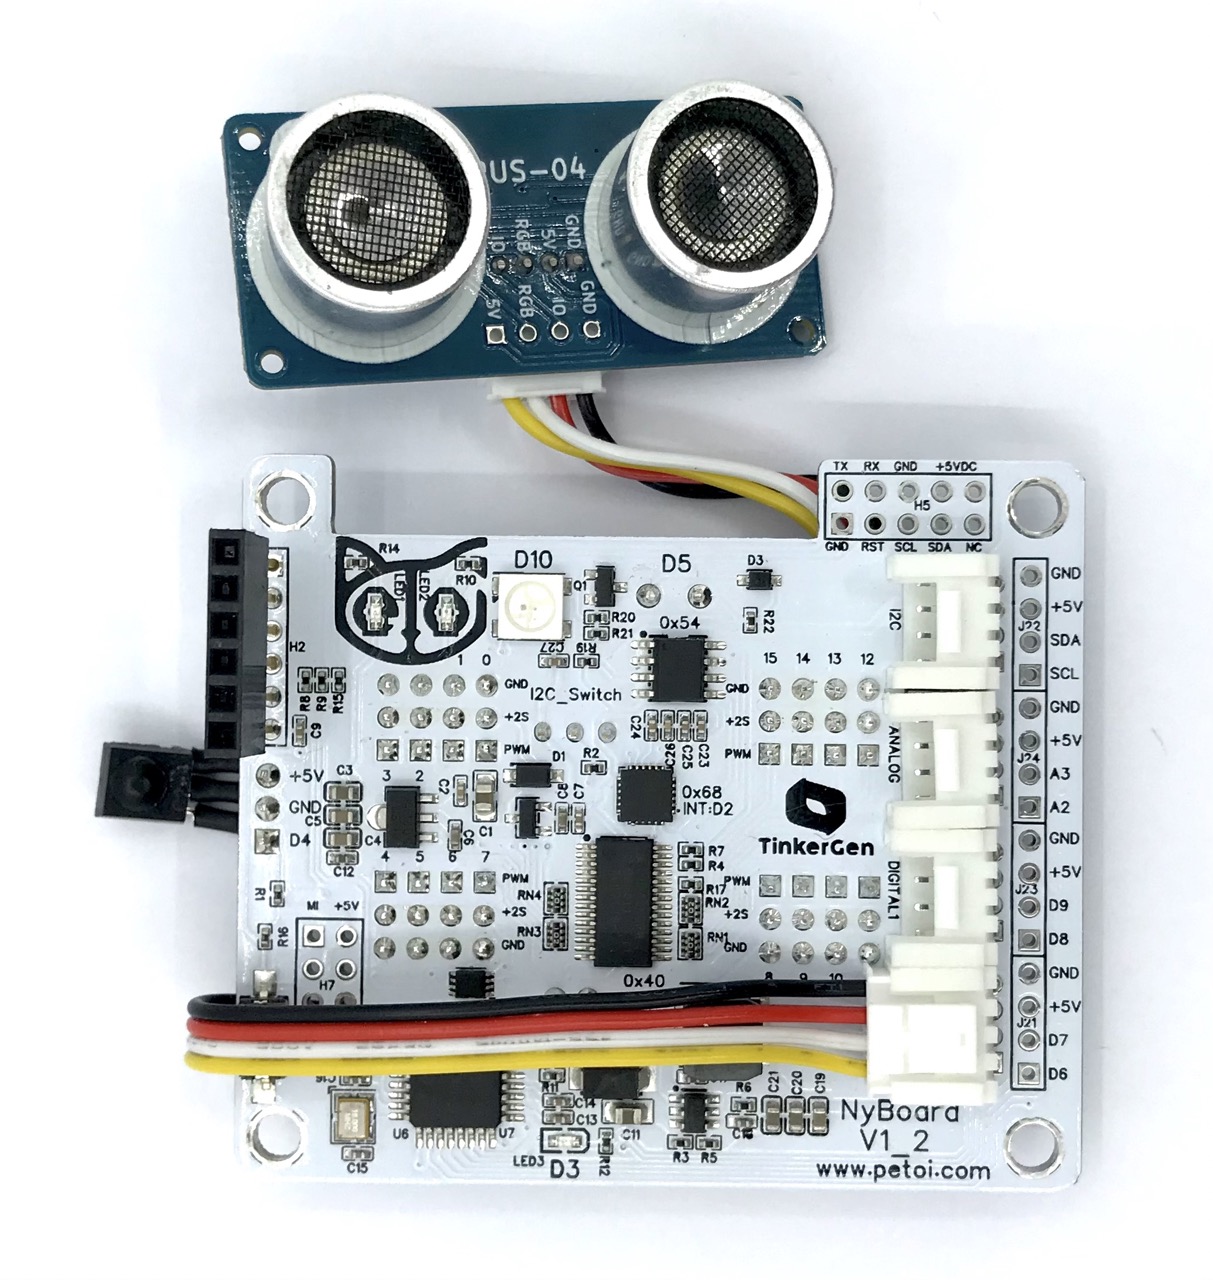 US-04
IO RGB 5V GND
5V RGB IO GND
TX RX GND +5VDC
H5
GND RST SCL SDA NC
R14
LED1 LED2
R10
D10
Q1
D5
D3
R20
R21
R22
0x54
C27 R19
I2C
GND
+5V
J22
SDA
SCL
H2
1 0
GND
+2S
PWM
I2C_Switch
15 14 13 12
GND
+2S
PWM
R8 R9 R15
C9
C24 C26 C25 C23
ANALOG
GND
+5V
J24
A3
A2
+5V
GND
D4
C3
C5
C4
C12
3 2
C2
C1
C6
D1
R2
C8 C7
0x68
INT:D2
TinkerGen
4 5 6 7
PWM
+2S
GND
RN4
RN3
R7
R4
R17
RN2
RN1
PWM
+2S
GND
8 9 10
DIGITAL1
GND
+5V
J23
D9
D8
R1
R16
M1 +5V
H7
0x40
GND
+5V
J21
D7
D6
C15
U6 U7
R11
C14
C13
C11
LED3
D3
R12
R3 R5
R6
C21 C20 C19
NyBoard
V1_2
www.petoi.com